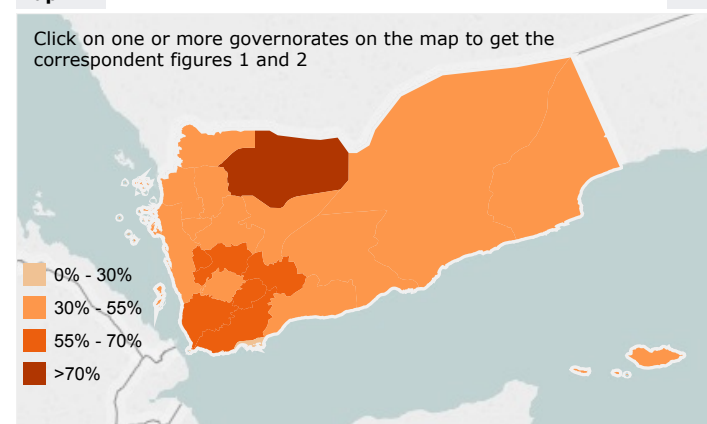 Click on one or more governorates on the map to get the
correspondent figures 1 and 2
0% - 30%
30% - 55%
55% - 70%
>70%